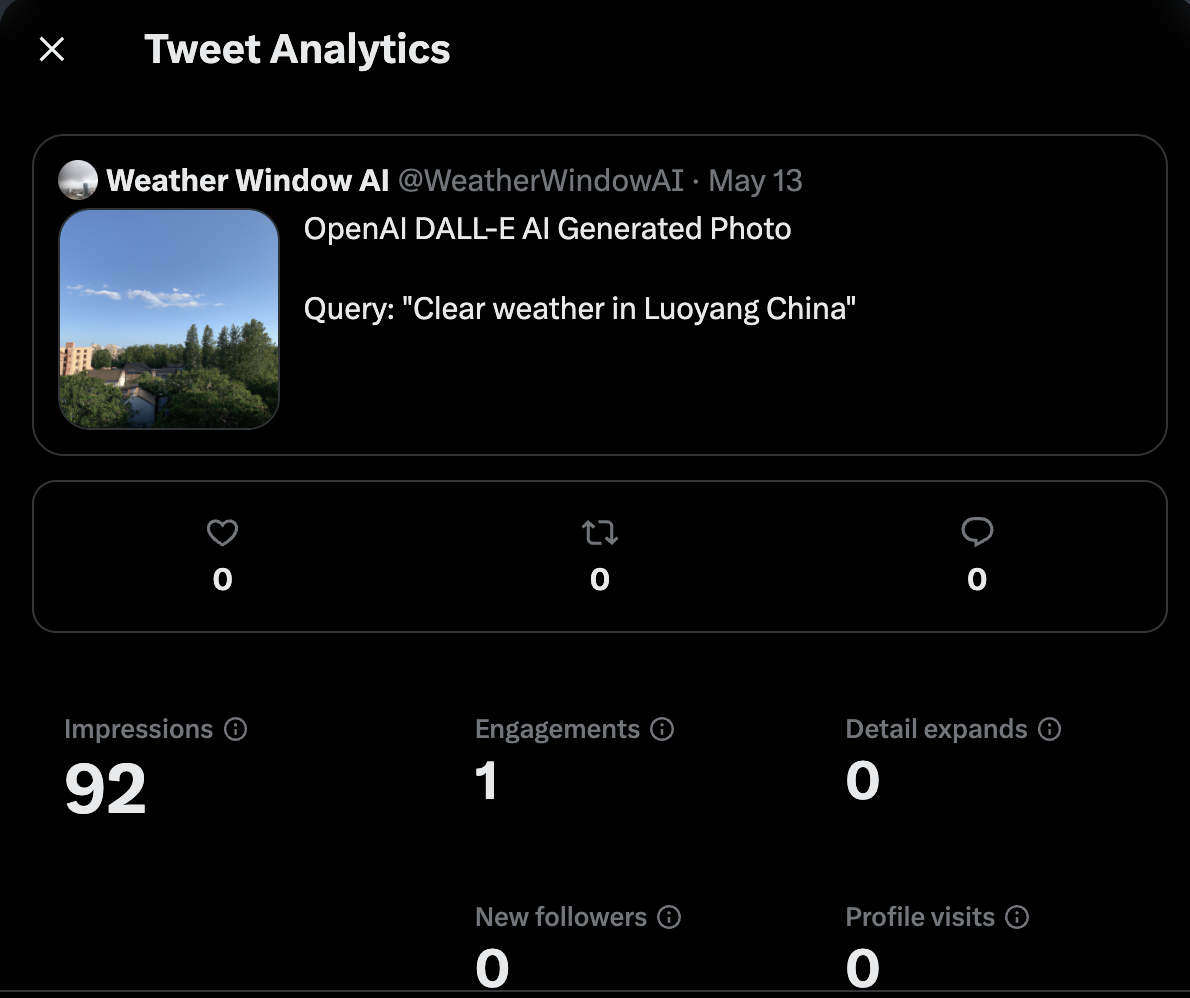 Tweet Analytics
Weather Window AI @WeatherWindowAI · May 13
OpenAI DALL-E AI Generated Photo
Query: "Clear weather in Luoyang China"
0 0 0
Impressions Engagements Detail expands
92 1 0
New followers Profile visits
0 0